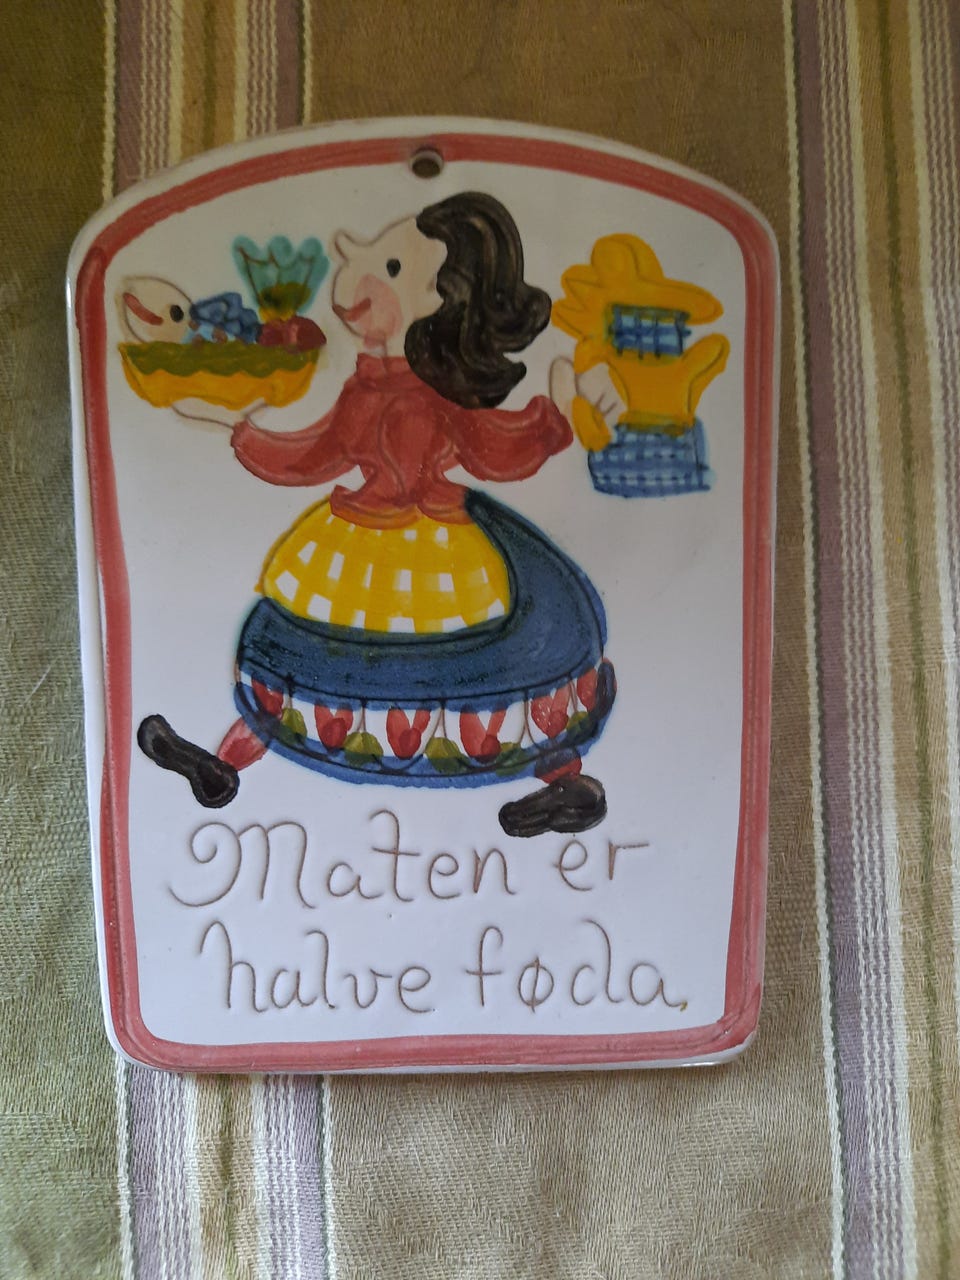 Maten er
halve føda.